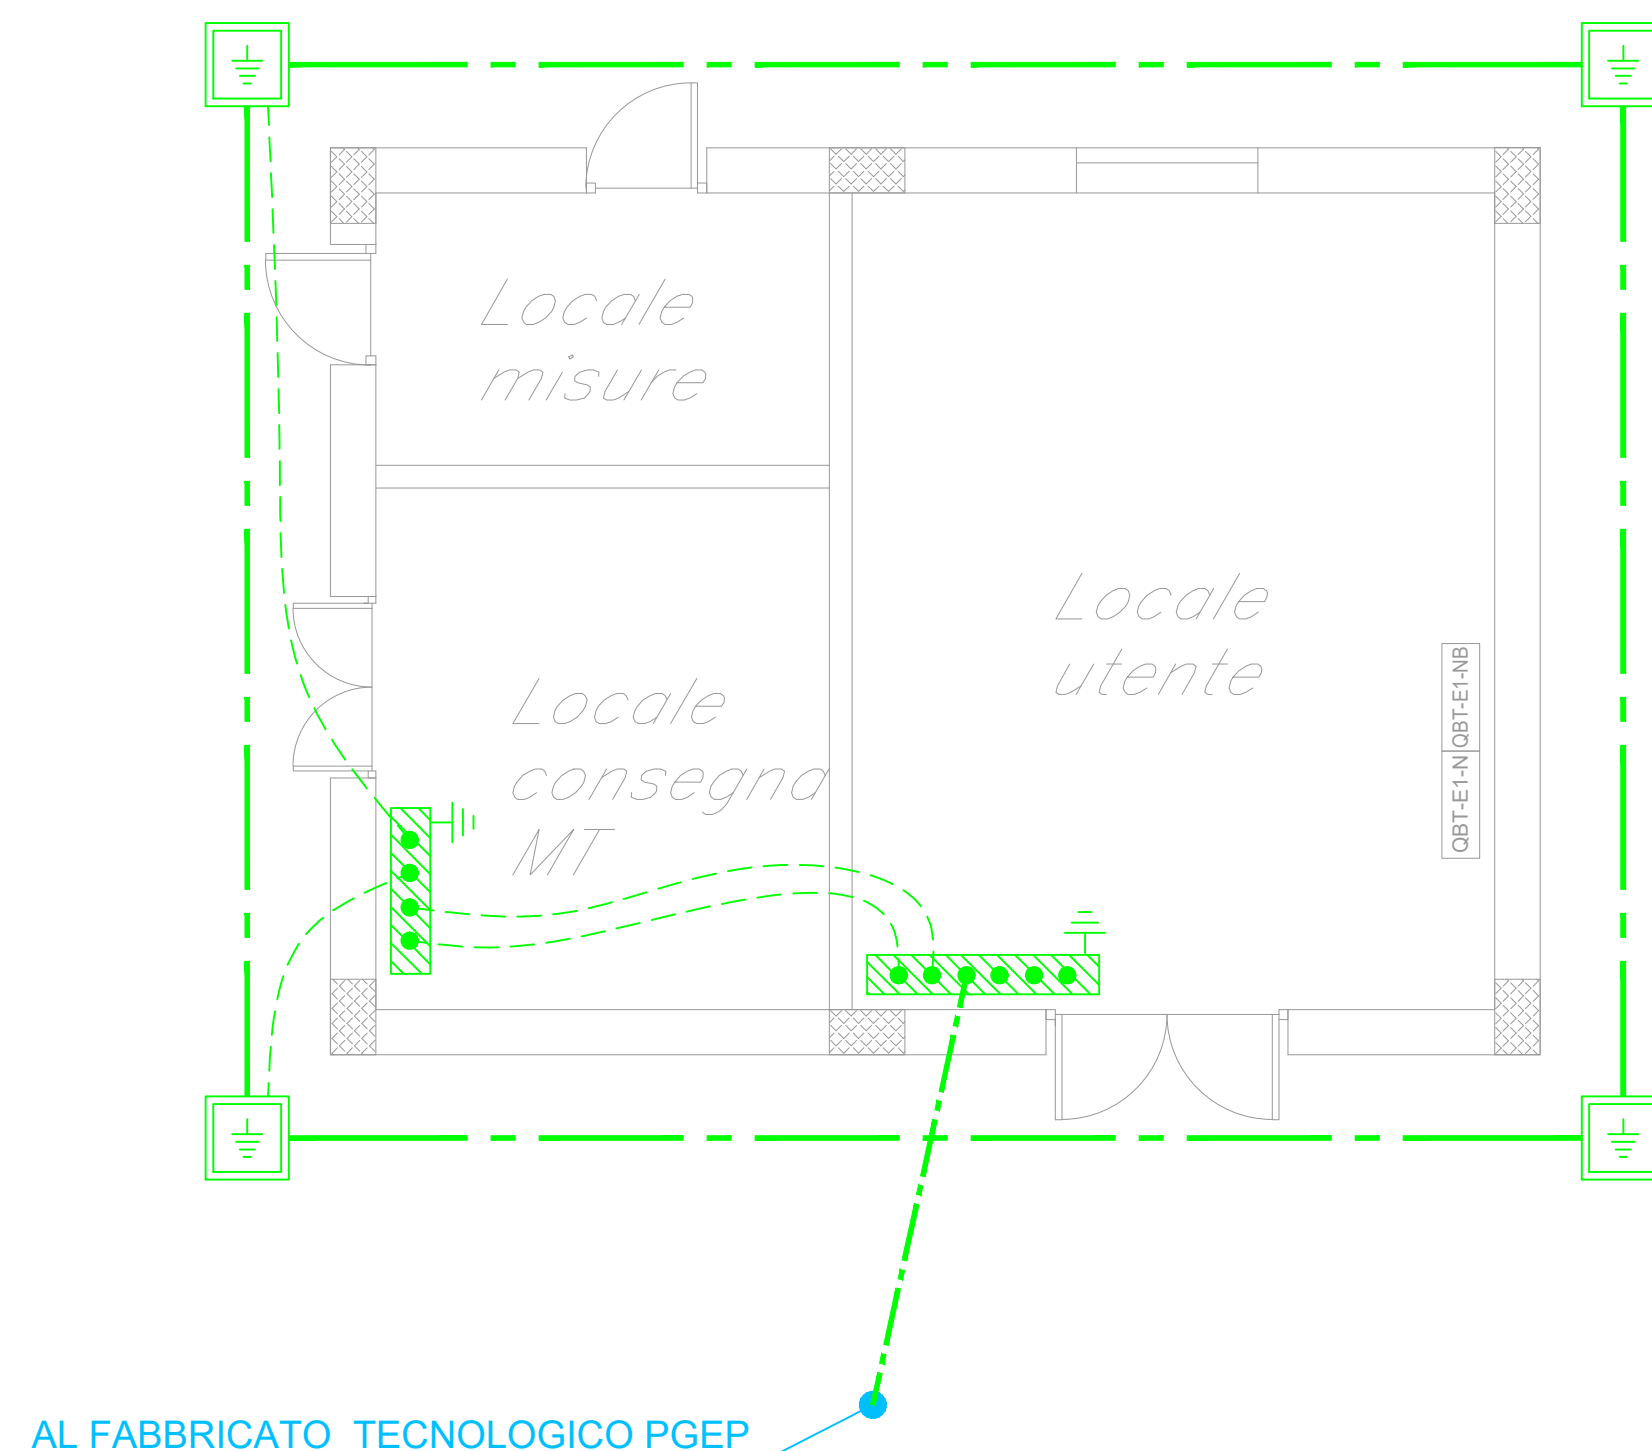 Locale
misure
Locale
utente
Locale
consegna
MT
QBT-E1-N
QBT-E1-NB
AL FABBRICATO TECNOLOGICO PGEP